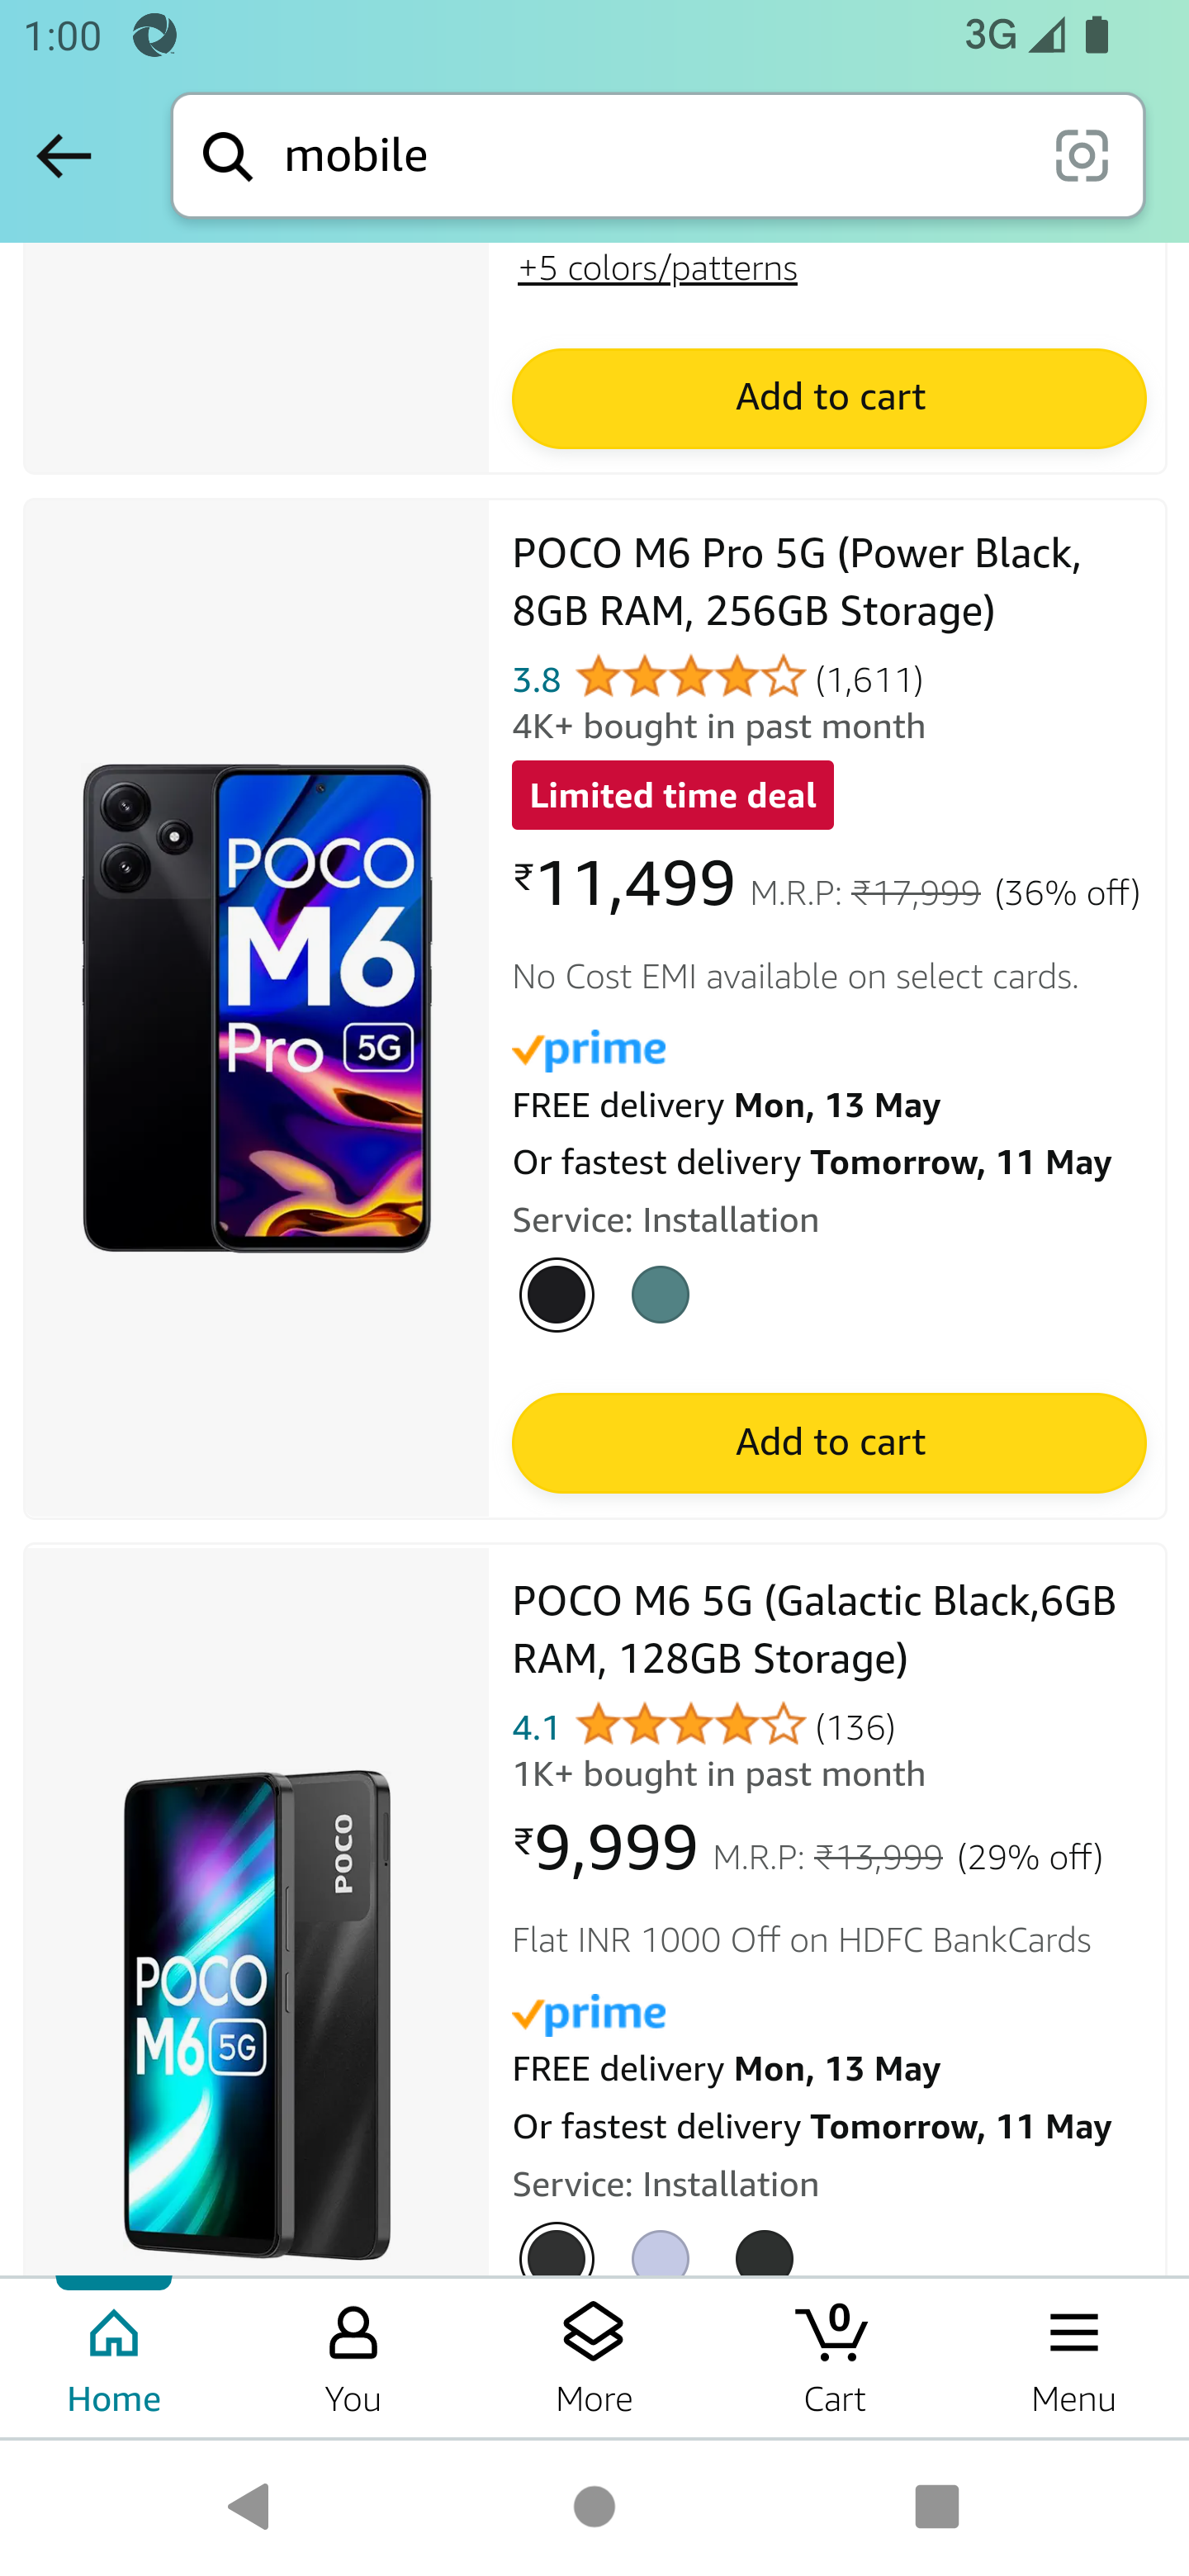 1:00
3G
mobile
+5 colors/patterns
Add to cart
POCO M6 Pro 5G (Power Black,
8GB RAM, 256GB Storage)
3.8 (1,611)
4K+ bought in past month
Limited time deal
₹11,499 M.R.P: ₹17,999 (36% off)
No Cost EMI available on select cards.
prime
FREE delivery Mon, 13 May
Or fastest delivery Tomorrow, 11 May
Service: Installation
POCO
M6
Pro 5G
Add to cart
POCO M6 5G (Galactic Black,6GB
RAM, 128GB Storage)
4.1 (136)
1K+ bought in past month
₹9,999 M.R.P: ₹13,999 (29% off)
Flat INR 1000 Off on HDFC BankCards
prime
FREE delivery Mon, 13 May
Or fastest delivery Tomorrow, 11 May
Service: Installation
POCO
POCO
M6 5G
0
Home You More Cart Menu